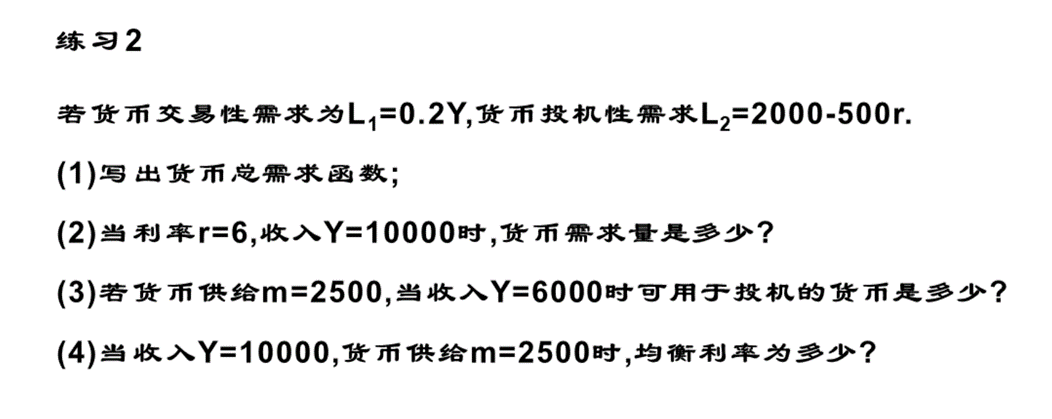 练习2
若货币交易性需求为L₁=0.2Y,货币投机性需求L₂=2000-500r.
(1)写出货币总需求函数;
(2)当利率r=6,收入Y=10000时,货币需求量是多少?
(3)若货币供给m=2500,当收入Y=6000时可用于投机的货币是多少?
(4)当收入Y=10000,货币供给m=2500时,均衡利率为多少?